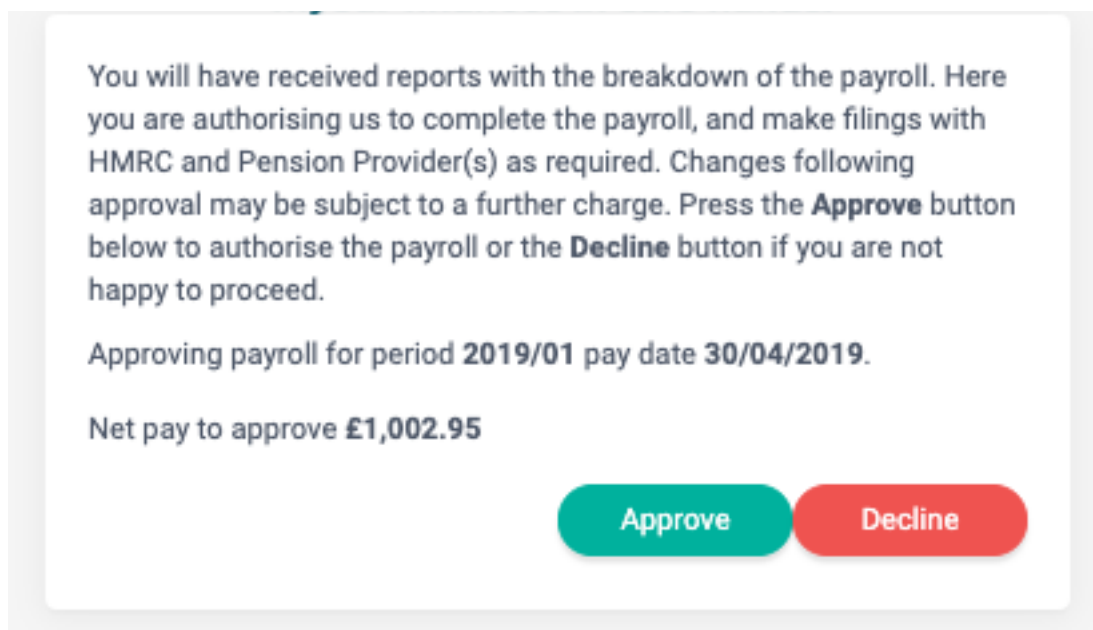 You will have received reports with the breakdown of the payroll. Here
you are authorising us to complete the payroll, and make filings with
HMRC and Pension Provider(s) as required. Changes following
approval may be subject to a further charge. Press the Approve button
below to authorise the payroll or the Decline button if you are not
happy to proceed.
Approving payroll for period 2019/01 pay date 30/04/2019.
Net pay to approve £1,002.95
Approve Decline